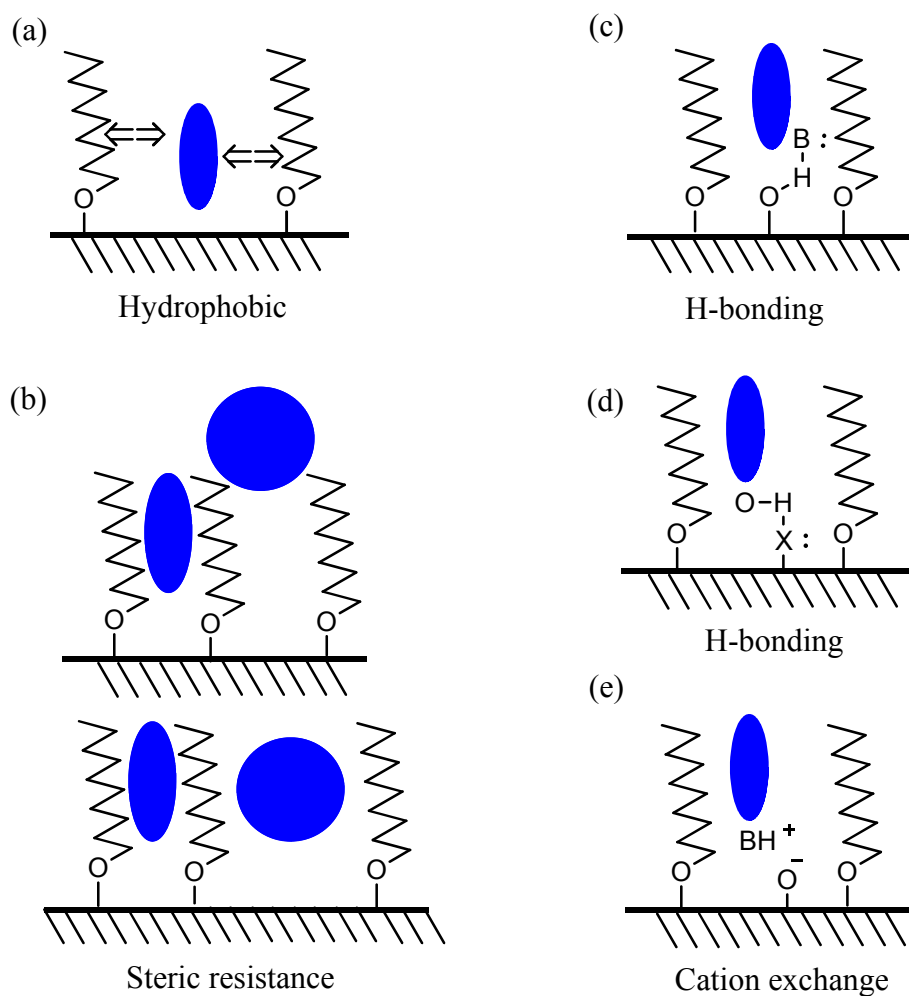 (a)
O
O
Hydrophobic
(b)
O
O
O
O
O
O
Steric resistance
(c)
B :
H
O
O
O
H-bonding
(d)
O–H
X :
O
O
H-bonding
(e)
BH+
O−
O
O
Cation exchange